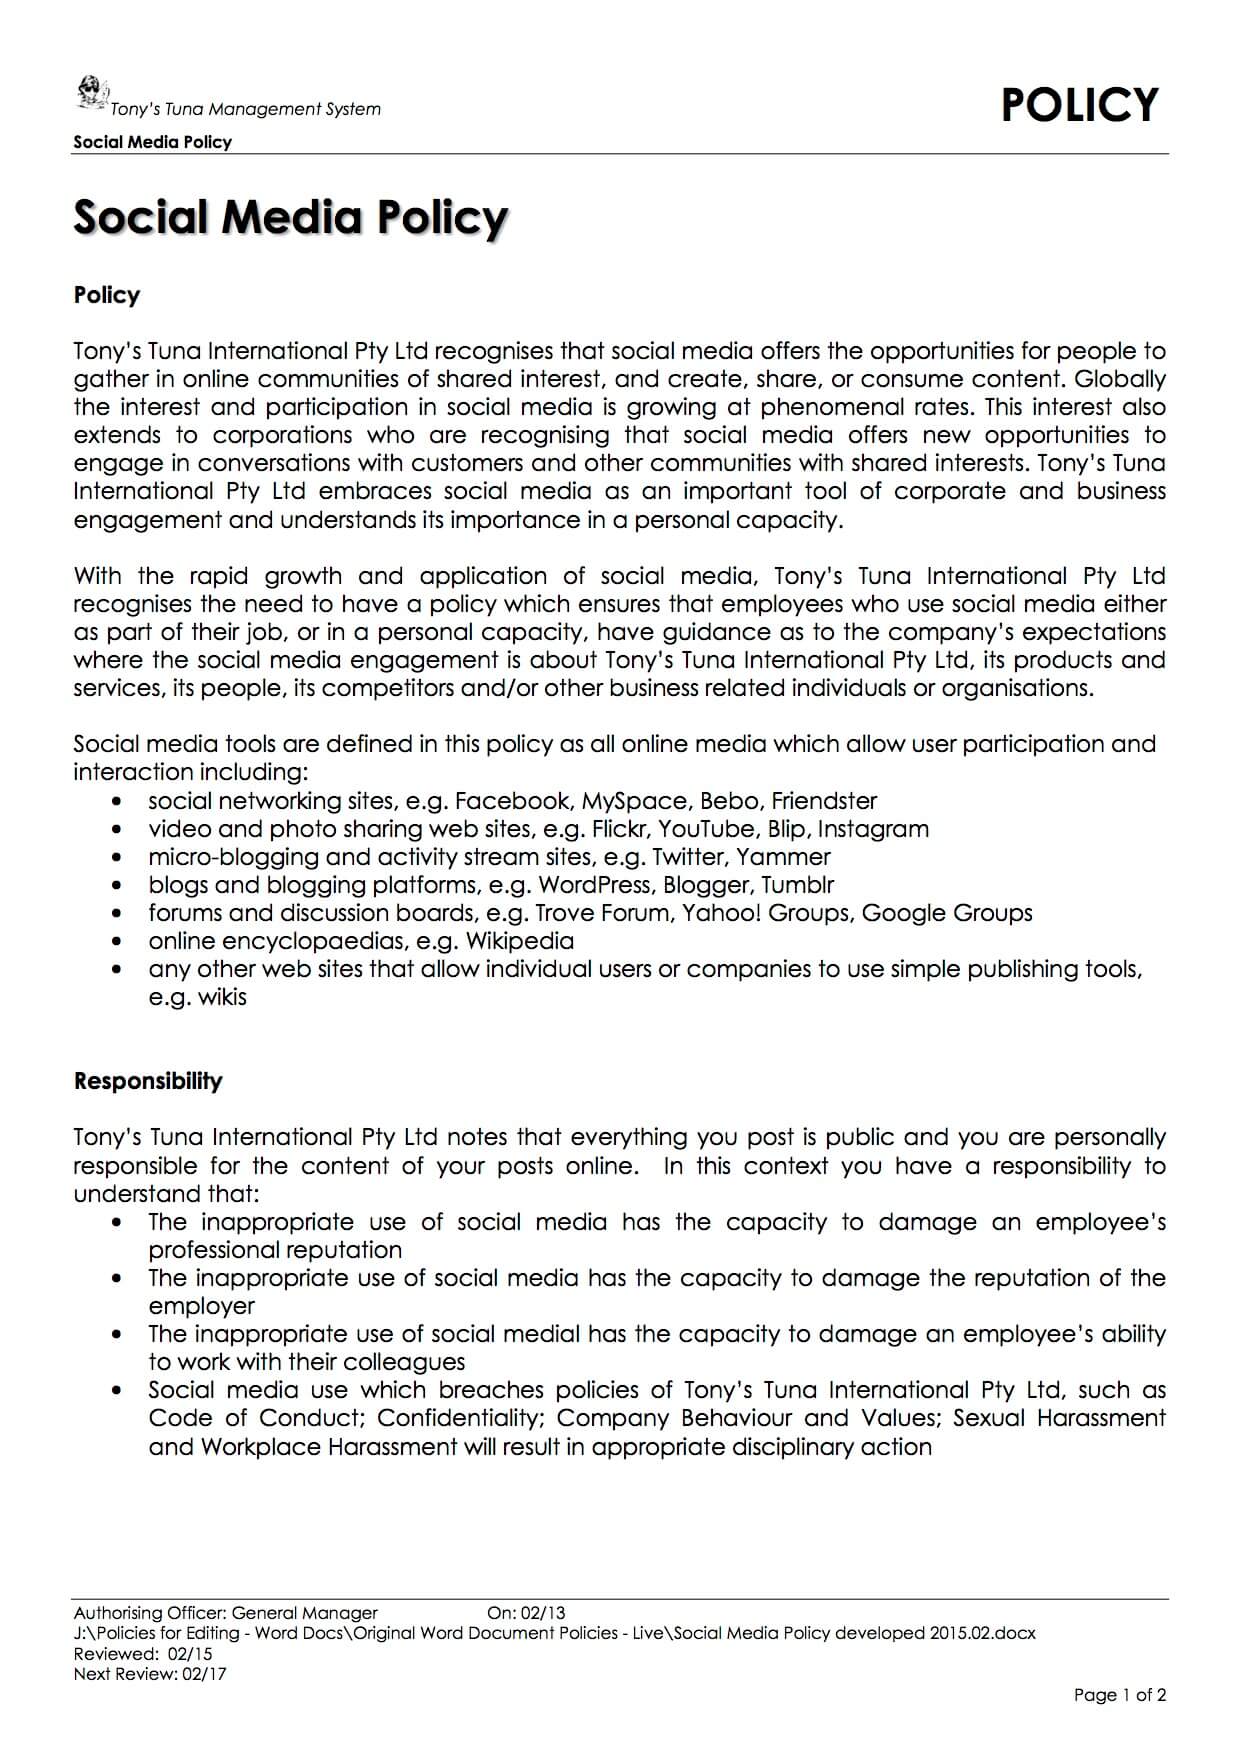 Tony's Tuna Management System
POLICY
Social Media Policy
Social Media Policy
Policy
Tony's Tuna International Pty Ltd recognises that social media offers the opportunities for people to
gather in online communities of shared interest, and create, share, or consume content. Globally
the interest and participation in social media is growing at phenomenal rates. This interest also
extends to corporations who are recognising that social media offers new opportunities to
engage in conversations with customers and other communities with shared interests. Tony's Tuna
International Pty Ltd embraces social media as an important tool of corporate and business
engagement and understands its importance in a personal capacity.
With the rapid growth and application of social media, Tony's Tuna International Pty Ltd
recognises the need to have a policy which ensures that employees who use social media either
as part of their job, or in a personal capacity, have guidance as to the company's expectations
where the social media engagement is about Tony's Tuna International Pty Ltd, its products and
services, its people, its competitors and/or other business related individuals or organisations.
Social media tools are defined in this policy as all online media which allow user participation and
interaction including:
• social networking sites, e.g. Facebook, MySpace, Bebo, Friendster
• video and photo sharing web sites, e.g. Flickr, YouTube, Blip, Instagram
• micro-blogging and activity stream sites, e.g. Twitter, Yammer
• blogs and blogging platforms, e.g. WordPress, Blogger, Tumblr
• forums and discussion boards, e.g. Trove Forum, Yahoo! Groups, Google Groups
• online encyclopaedias, e.g. Wikipedia
• any other web sites that allow individual users or companies to use simple publishing tools,
e.g. wikis
Responsibility
Tony's Tuna International Pty Ltd notes that everything you post is public and you are personally
responsible for the content of your posts online. In this context you have a responsibility to
understand that:
• The inappropriate use of social media has the capacity to damage an employee's
professional reputation
• The inappropriate use of social media has the capacity to damage the reputation of the
employer
• The inappropriate use of social medial has the capacity to damage an employee's ability
to work with their colleagues
• Social media use which breaches policies of Tony's Tuna International Pty Ltd, such as
Code of Conduct; Confidentiality; Company Behaviour and Values; Sexual Harassment
and Workplace Harassment will result in appropriate disciplinary action
Authorising Officer: General Manager On: 02/13
J:\Policies for Editing - Word Docs\Original Word Document Policies - Live\Social Media Policy developed 2015.02.docx
Reviewed: 02/15
Next Review: 02/17
Page 1 of 2